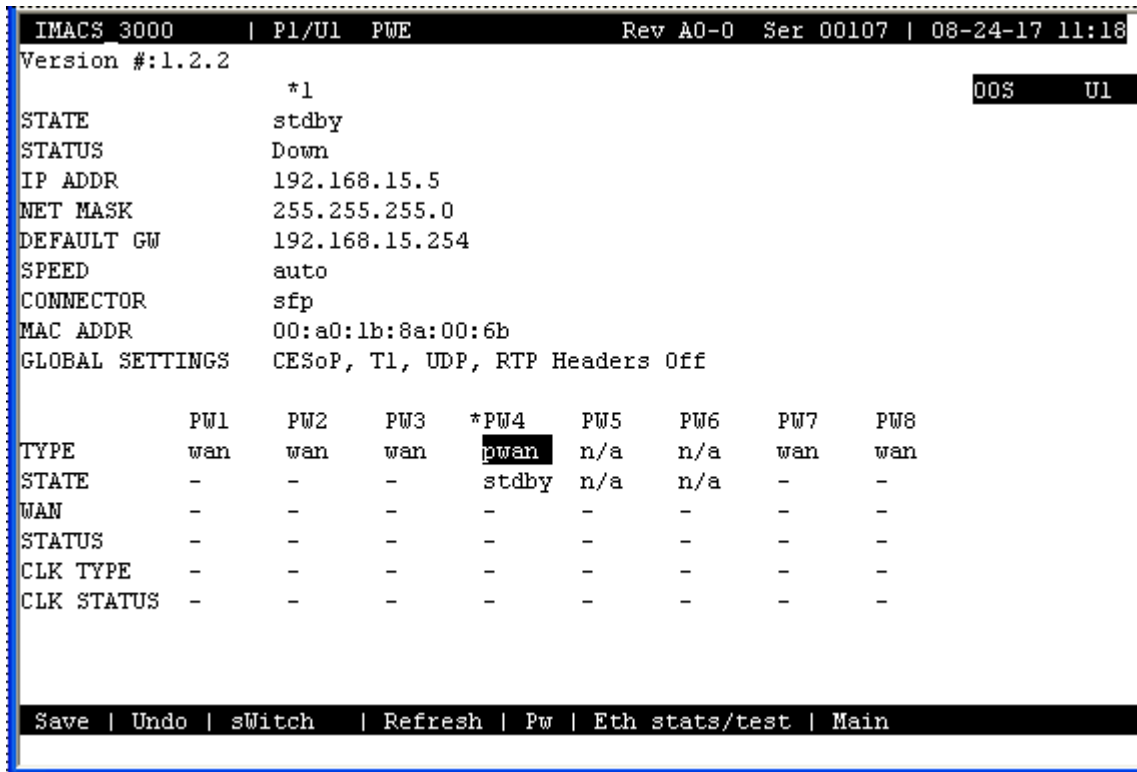 IMACS_3000 | P1/U1 PWE Rev A0-0 Ser 00107 | 08-24-17 11:18
Version #:1.2.2
*1 OOS U1
STATE stdby
STATUS Down
IP ADDR 192.168.15.5
NET MASK 255.255.255.0
DEFAULT GW 192.168.15.254
SPEED auto
CONNECTOR sfp
MAC ADDR 00:a0:1b:8a:00:6b
GLOBAL SETTINGS CESoP, T1, UDP, RTP Headers Off
PW1 PW2 PW3 *PW4 PW5 PW6 PW7 PW8
TYPE wan wan wan pwan n/a n/a wan wan
STATE - - - stdby n/a n/a - -
WAN - - - - - - - -
STATUS - - - - - - - -
CLK TYPE - - - - - - - -
CLK STATUS - - - - - - - -
Save | Undo | sWitch | Refresh | Pw | Eth stats/test | Main